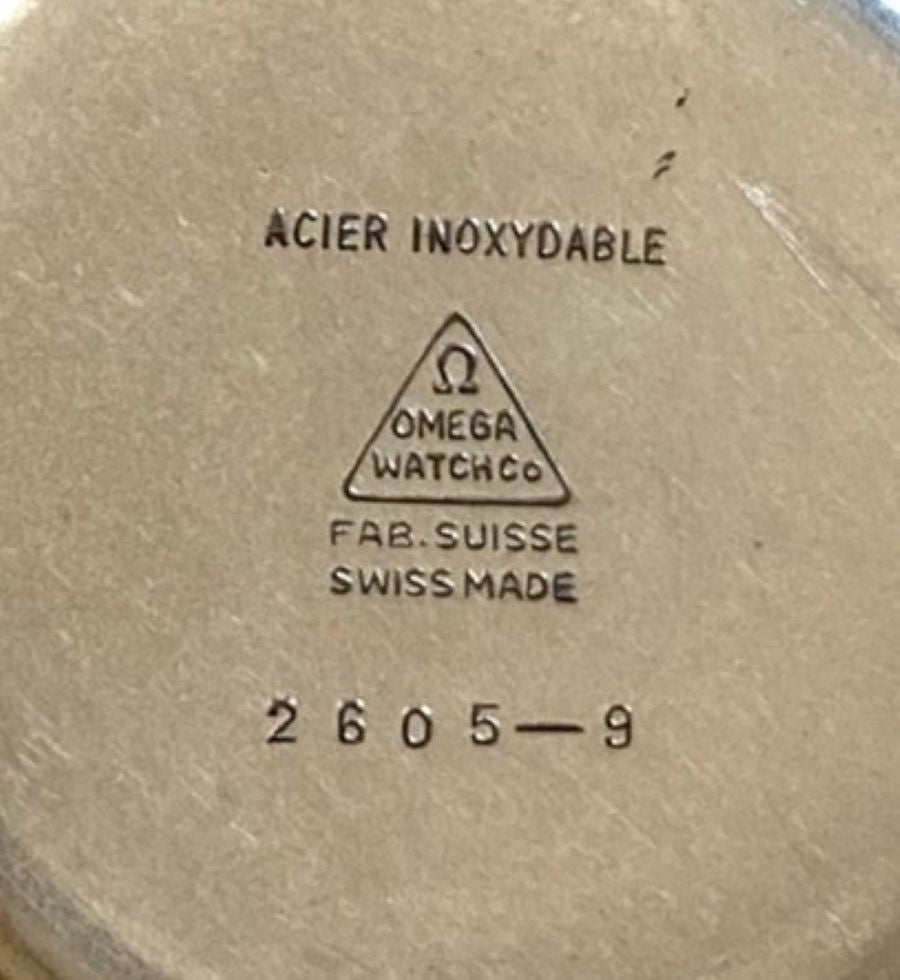 ACIER INOXYDABLE
Ω
OMEGA
WATCH Co
FAB. SUISSE
SWISS MADE
2605-9